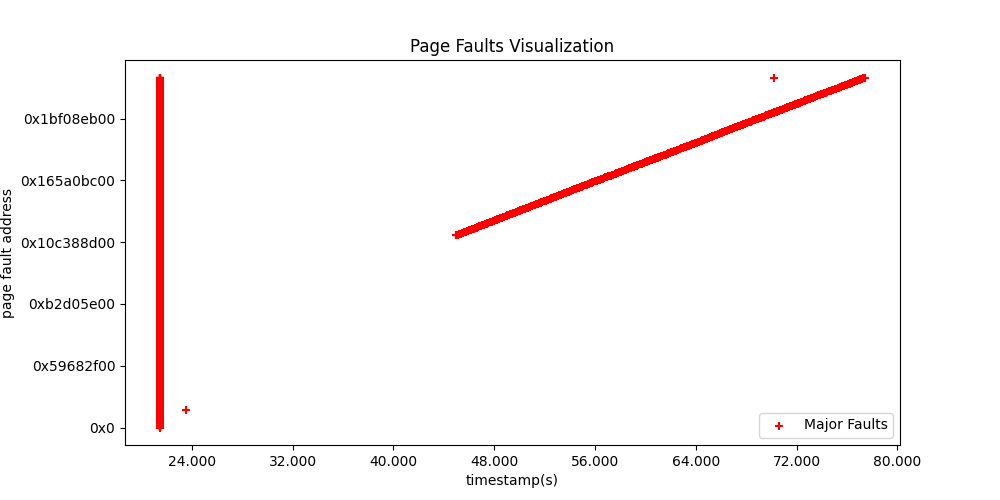 Page Faults Visualization
page fault address
0x1bf08eb00
0x165a0bc00
0x10c388d00
0xb2d05e00
0x59682f00
0x0
Major Faults
24.000 32.000 40.000 48.000 56.000 64.000 72.000 80.000
timestamp(s)